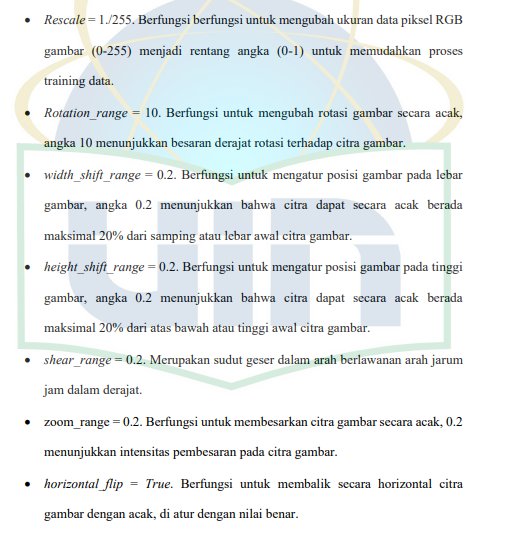 • Rescale = 1./255. Berfungsi berfungsi untuk mengubah ukuran data piksel RGB
gambar (0-255) menjadi rentang angka (0-1) untuk memudahkan proses
training data.
• Rotation_range = 10. Berfungsi untuk mengubah rotasi gambar secara acak,
angka 10 menunjukkan besaran derajat rotasi terhadap citra gambar.
• width_shift_range = 0.2. Berfungsi untuk mengatur posisi gambar pada lebar
gambar, angka 0.2 menunjukkan bahwa citra dapat secara acak berada
maksimal 20% dari samping atau lebar awal citra gambar.
• height_shift_range = 0.2. Berfungsi untuk mengatur posisi gambar pada tinggi
gambar, angka 0.2 menunjukkan bahwa citra dapat secara acak berada
maksimal 20% dari atas bawah atau tinggi awal citra gambar.
• shear_range = 0.2. Merupakan sudut geser dalam arah berlawanan arah jarum
jam dalam derajat.
• zoom_range = 0.2. Berfungsi untuk membesarkan citra gambar secara acak, 0.2
menunjukkan intensitas pembesaran pada citra gambar.
• horizontal_flip = True. Berfungsi untuk membalik secara horizontal citra
gambar dengan acak, di atur dengan nilai benar.
uin